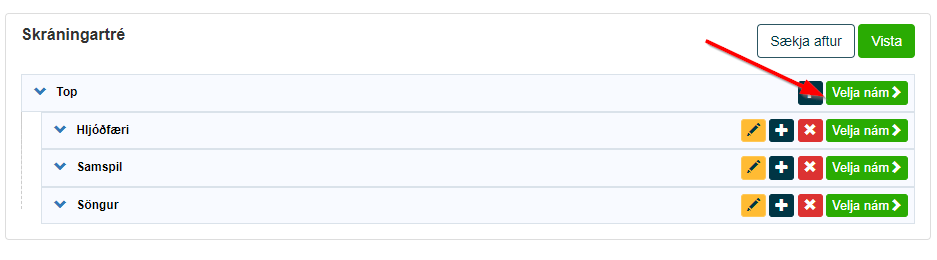 Skráningartré
Sækja aftur Vista
Top Velja nám
Hljóðfæri Velja nám
Samspil Velja nám
Söngur Velja nám